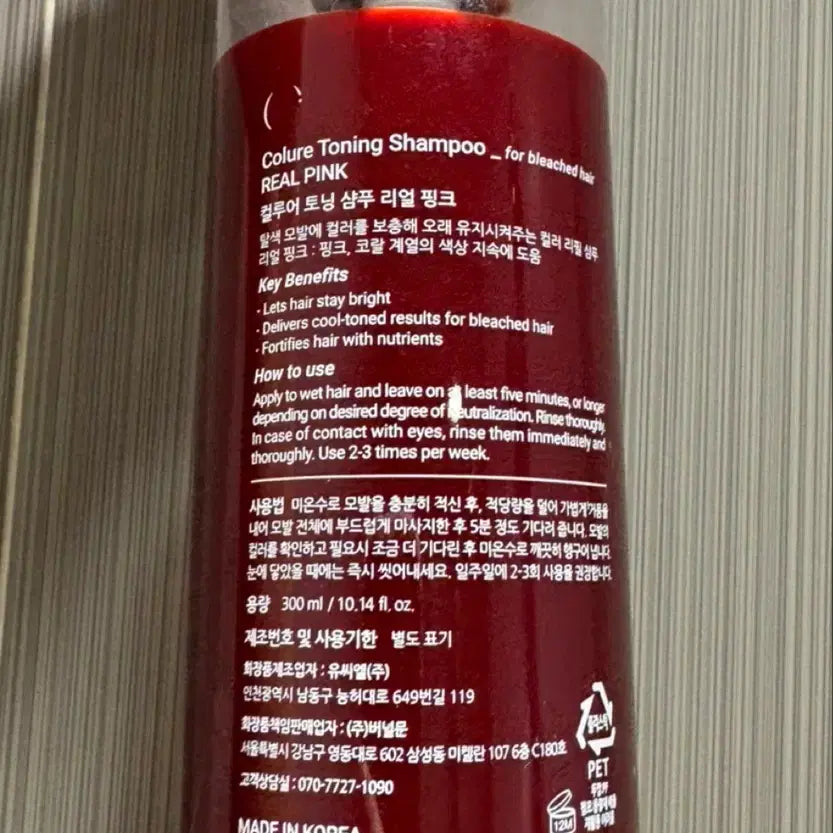 Colure Toning Shampoo _ for bleached hair
REAL PINK
컬루어 토닝 샴푸 리얼 핑크
탈색 모발에 컬러를 보충해 오래 유지시켜주는 컬러 리필 샴푸
리얼 핑크 : 핑크, 코랄 계열의 색상 지속에 도움
Key Benefits
· Lets hair stay bright
· Delivers cool-toned results for bleached hair
· Fortifies hair with nutrients
How to use
Apply to wet hair and leave on at least five minutes, or longer
depending on desired degree of neutralization. Rinse thoroughly.
In case of contact with eyes, rinse them immediately and
thoroughly. Use 2-3 times per week.
사용법 미온수로 모발을 충분히 적신 후, 적당량을 덜어 가볍게 거품을
내어 모발 전체에 부드럽게 마사지한 후 5분 정도 기다려 줍니다. 모발의
컬러를 확인하고 필요시 조금 더 기다린 후 미온수로 깨끗히 헹구어 냅니다.
눈에 닿았을 때에는 즉시 씻어내세요. 일주일에 2-3회 사용을 권장합니다.
용량 300 ml / 10.14 fl. oz.
제조번호 및 사용기한 별도 표기
화장품제조업자 : 유씨엘(주)
인천광역시 남동구 능허대로 649번길 119
화장품책임판매업자 : (주)버널문
서울특별시 강남구 영동대로 602 삼성동 미켈란 107 6층 C180호
고객상담실 : 070-7727-1090
MADE IN KOREA
플라스틱
PET
12M